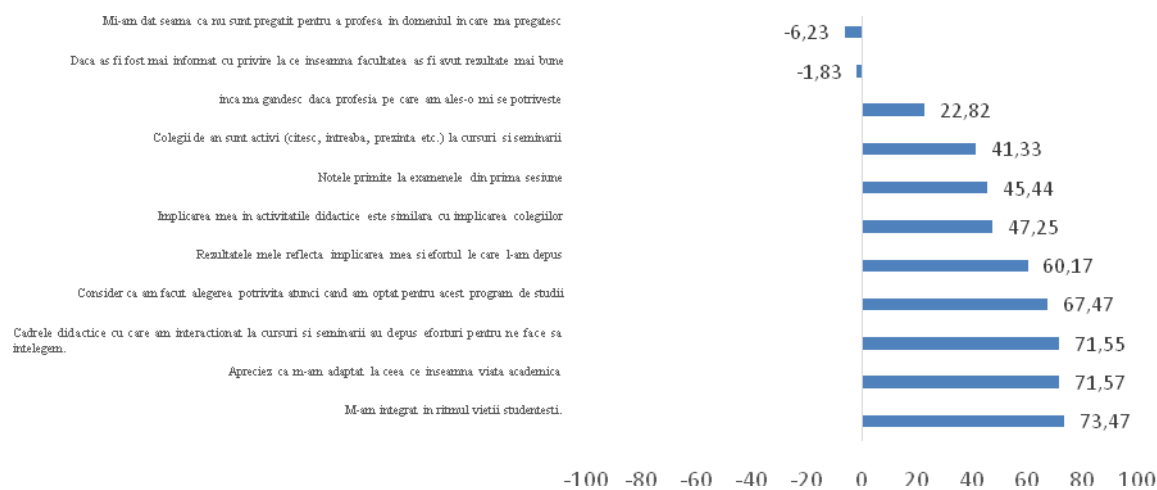 Mi-am dat seama ca nu sunt pregatit pentru a profesa in domeniul in care ma pregatesc
-6,23
Daca as fi fost mai informat cu privire la ce inseamna facultatea as fi avut rezultate mai bune
-1,83
inca ma gandesc daca profesia pe care am ales-o mi se potriveste
22,82
Colegii de an sunt activi (citesc, intreaba, prezinta etc.) la cursuri si seminarii
41,33
Notele primite la examenele din prima sesiune
45,44
Implicarea mea in activitatile didactice este similara cu implicarea colegiilor
47,25
Rezultatele mele reflecta implicarea mea si efortul le care l-am depus
60,17
Consider ca am facut alegerea potrivita atunci cand am optat pentru acest program de studii
67,47
Cadrele didactice cu care am interactionat la cursuri si seminarii au depus eforturi pentru ne face sa
intelegem.
71,55
Apreciez ca m-am adaptat la ceea ce inseamna viata academica
71,57
M-am integrat in ritmul vietii studentesti.
73,47
-100 -80 -60 -40 -20 0 20 40 60 80 100